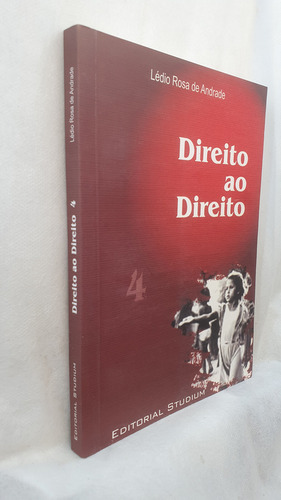 Lédio Rosa de Andrade
Direito
ao
Direito
4
EDITORIAL STUDIUM
Lédio Rosa de Andrade
Direito ao Direito 4
EDITORIAL STUDIUM